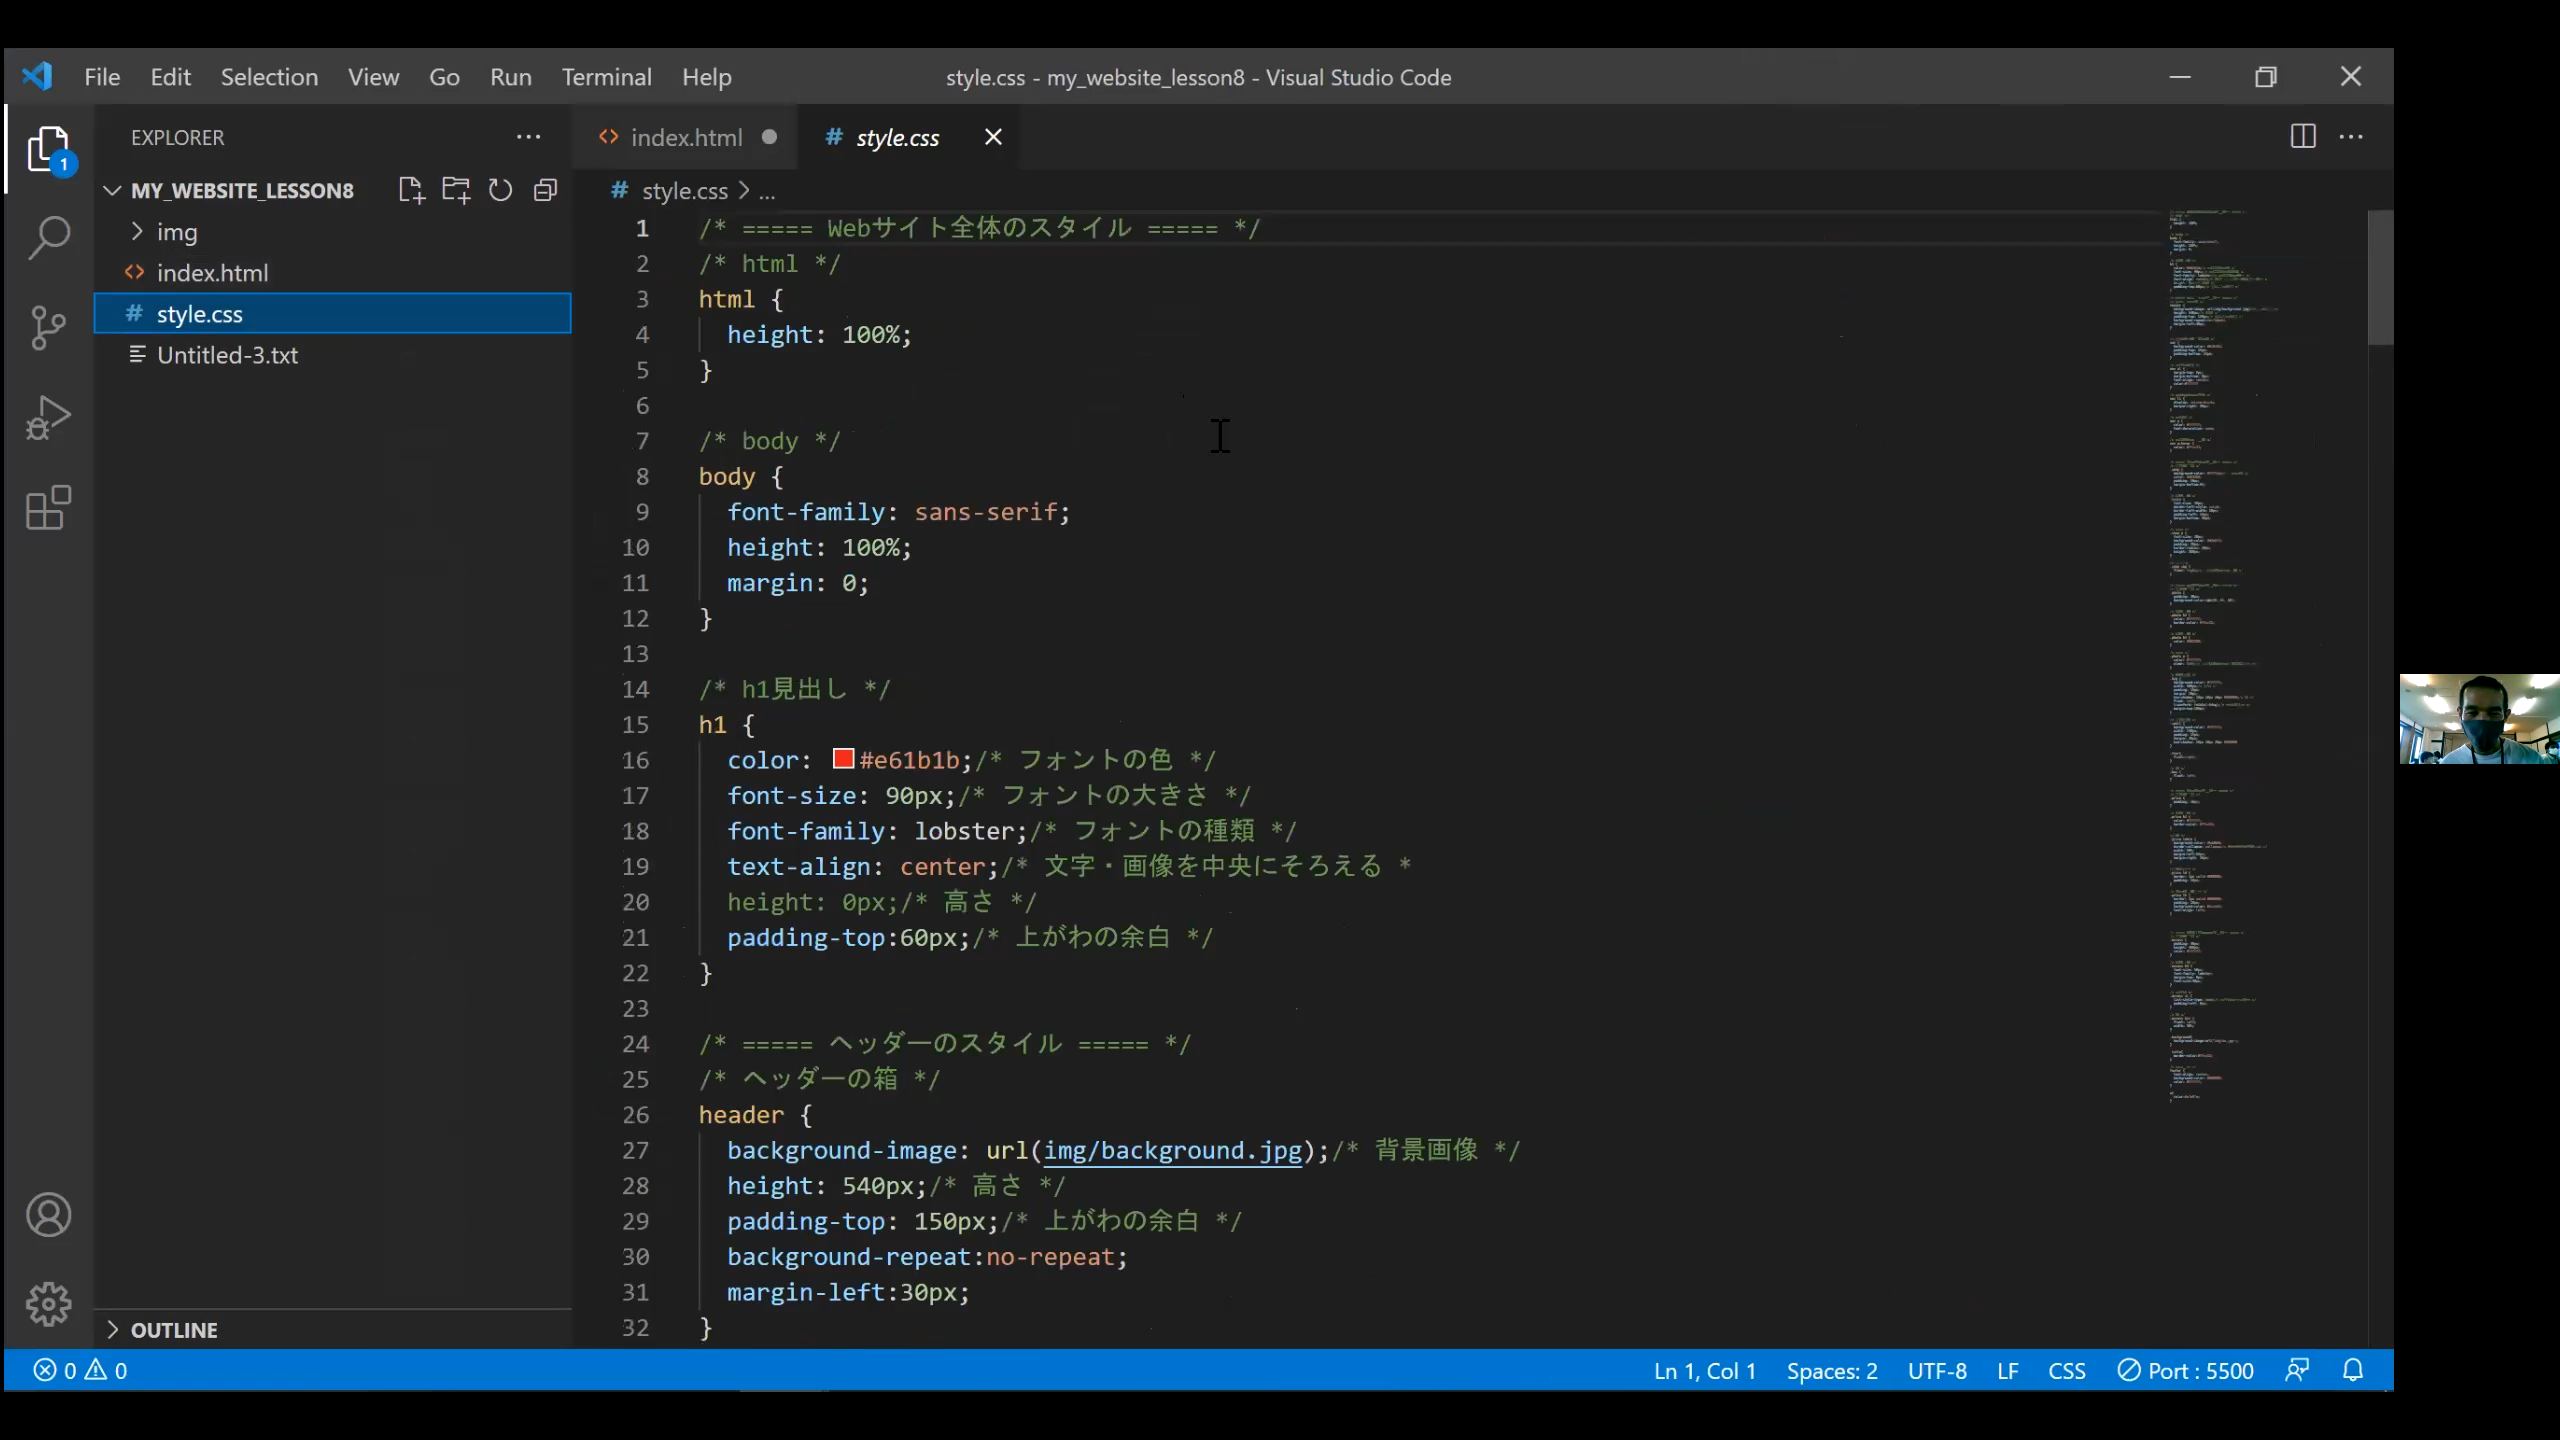 File Edit Selection View Go Run Terminal Help
style.css - my_website_lesson8 - Visual Studio Code
EXPLORER
1
MY_WEBSITE_LESSON8
img
index.html
style.css
Untitled-3.txt
OUTLINE
index.html
style.css
style.css > ...
1 /* ===== Webサイト全体のスタイル ===== */
2 /* html */
3 html {
4 height: 100%;
5 }
6
7 /* body */
8 body {
9 font-family: sans-serif;
10 height: 100%;
11 margin: 0;
12 }
13
14 /* h1見出し */
15 h1 {
16 color: #e61b1b;/* フォントの色 */
17 font-size: 90px;/* フォントの大きさ */
18 font-family: lobster;/* フォントの種類 */
19 text-align: center;/* 文字・画像を中央にそろえる *
20 height: 0px;/* 高さ */
21 padding-top:60px;/* 上がわの余白 */
22 }
23
24 /* ===== ヘッダーのスタイル ===== */
25 /* ヘッダーの箱 */
26 header {
27 background-image: url(img/background.jpg);/* 背景画像 */
28 height: 540px;/* 高さ */
29 padding-top: 150px;/* 上がわの余白 */
30 background-repeat:no-repeat;
31 margin-left:30px;
32 }
0 0
Ln 1, Col 1 Spaces: 2 UTF-8 LF CSS Port : 5500